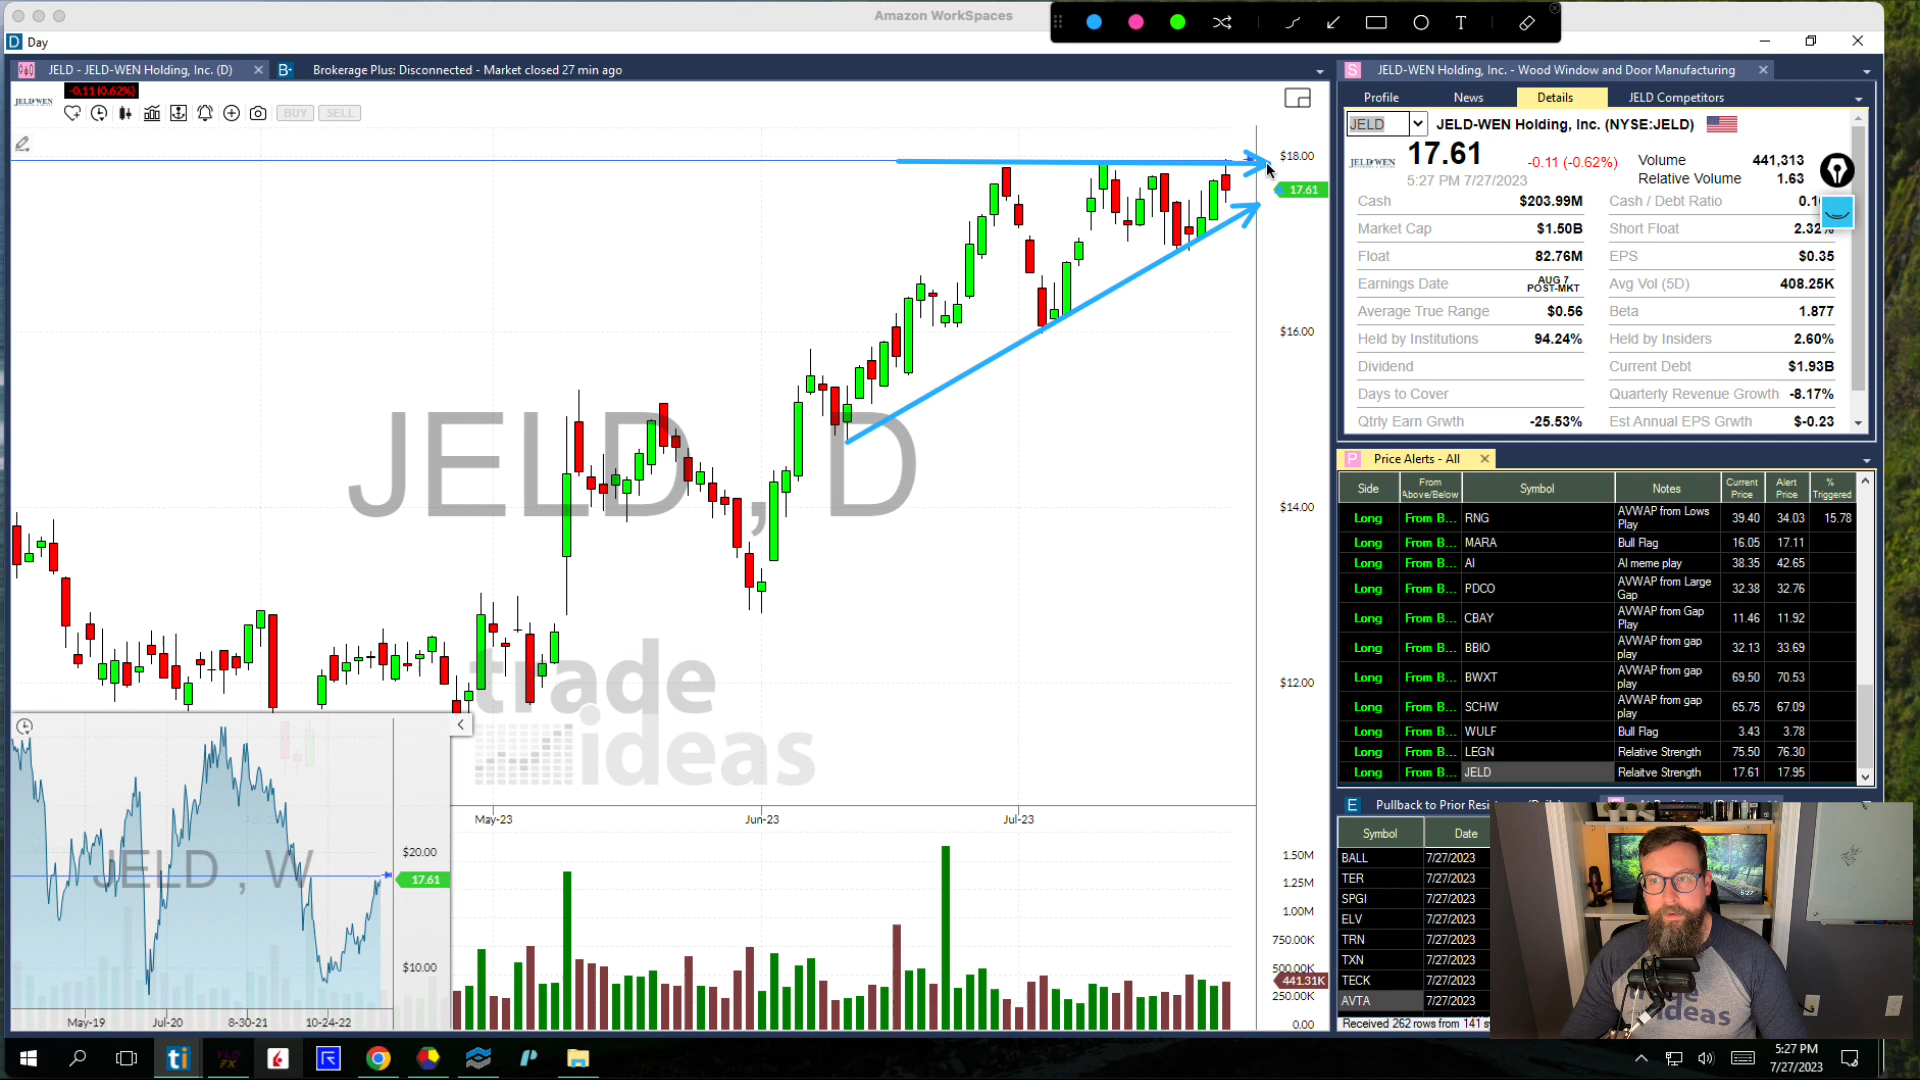 Amazon WorkSpaces
D Day
JELD - JELD-WEN Holding, Inc. (D)
Brokerage Plus: Disconnected - Market closed 27 min ago
-0.11 (0.62%)
JELD WEN
BUY
SELL
$18.00
17.61
$16.00
$14.00
$12.00
JELD , D
trade
ideas
May-23
Jun-23
Jul-23
1.50M
1.25M
1.00M
750.00K
500.00K
441.31K
250.00K
0.00
JELD , W
$20.00
17.61
$10.00
May-19
Jul-20
8-30-21
10-24-22
S JELD-WEN Holding, Inc. - Wood Window and Door Manufacturing
Profile
News
Details
JELD Competitors
JELD
JELD-WEN Holding, Inc. (NYSE:JELD)
JELD WEN
17.61
-0.11 (-0.62%)
5:27 PM 7/27/2023
Volume 441,313
Relative Volume 1.63
Cash $203.99M
Cash / Debt Ratio
Market Cap $1.50B
Short Float 2.32%
Float 82.76M
EPS $0.35
Earnings Date AUG 7
POST-MKT
Avg Vol (5D) 408.25K
Average True Range $0.56
Beta 1.877
Held by Institutions 94.24%
Held by Insiders 2.60%
Dividend
Current Debt $1.93B
Days to Cover
Quarterly Revenue Growth -8.17%
Qtrly Earn Grwth -25.53%
Est Annual EPS Grwth $-0.23
P Price Alerts - All
Side From Above/Below Symbol Notes Current Price Alert Price % Triggered
Long From B... RNG AVWAP from Lows Play 39.40 34.03 15.78
Long From B... MARA Bull Flag 16.05 17.11
Long From B... AI AI meme play 38.35 42.65
Long From B... PDCO AVWAP from Large Gap 32.38 32.76
Long From B... CBAY AVWAP from Gap Play 11.46 11.92
Long From B... BBIO AVWAP from gap play 32.13 33.69
Long From B... BWXT AVWAP from gap play 69.50 70.53
Long From B... SCHW AVWAP from gap play 65.75 67.09
Long From B... WULF Bull Flag 3.43 3.78
Long From B... LEGN Relative Strength 75.50 76.30
Long From B... JELD Relaitve Strength 17.61 17.95
E Pullback to Prior
Symbol Date
BALL 7/27/2023
TER 7/27/2023
SPGI 7/27/2023
ELV 7/27/2023
TRN 7/27/2023
TXN 7/27/2023
TECK 7/27/2023
AVTA 7/27/2023
Received 262 rows from 141
trade
ideas
5:27 PM
7/27/2023